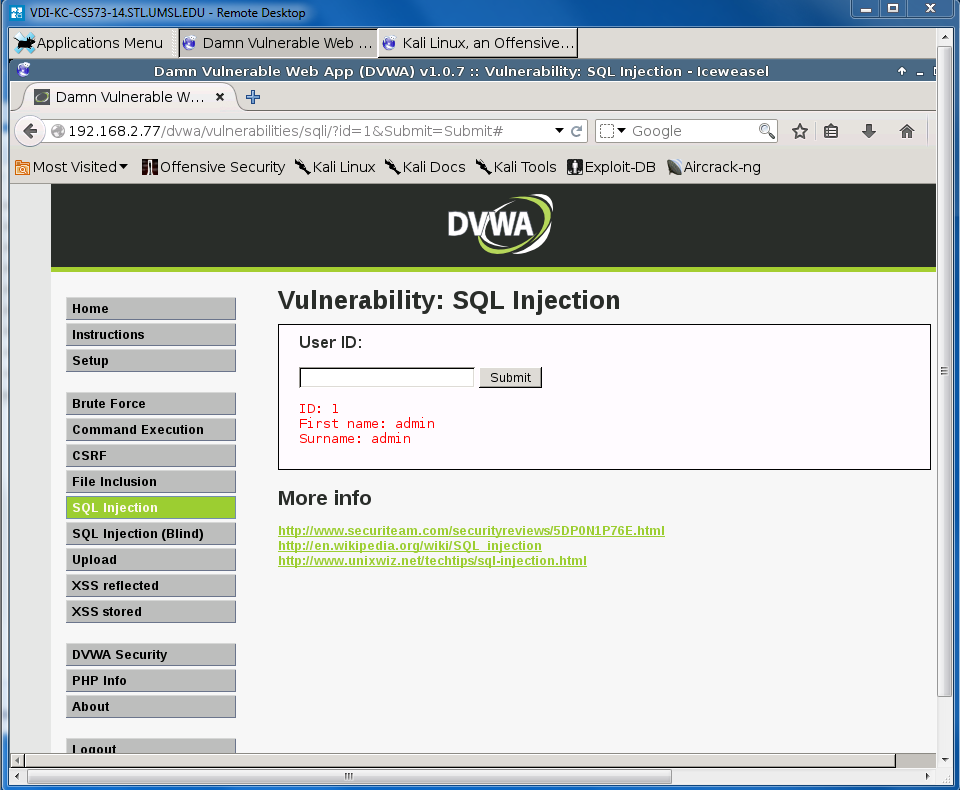 VDI-KC-CS573-14.STL.UMSL.EDU - Remote Desktop
Applications Menu
Damn Vulnerable Web ...
Kali Linux, an Offensive...
Damn Vulnerable Web App (DVWA) v1.0.7 :: Vulnerability: SQL Injection - Iceweasel
Damn Vulnerable W...
192.168.2.77/dvwa/vulnerabilities/sqli/?id=1&Submit=Submit#
Google
Most Visited
Offensive Security
Kali Linux
Kali Docs
Kali Tools
Exploit-DB
Aircrack-ng
DVWA
Home
Instructions
Setup
Brute Force
Command Execution
CSRF
File Inclusion
SQL Injection
SQL Injection (Blind)
Upload
XSS reflected
XSS stored
DVWA Security
PHP Info
About
Logout
Vulnerability: SQL Injection
User ID:
Submit
ID: 1
First name: admin
Surname: admin
More info
http://www.securiteam.com/securityreviews/5DP0N1P76E.html
http://en.wikipedia.org/wiki/SQL_injection
http://www.unixwiz.net/techtips/sql-injection.html